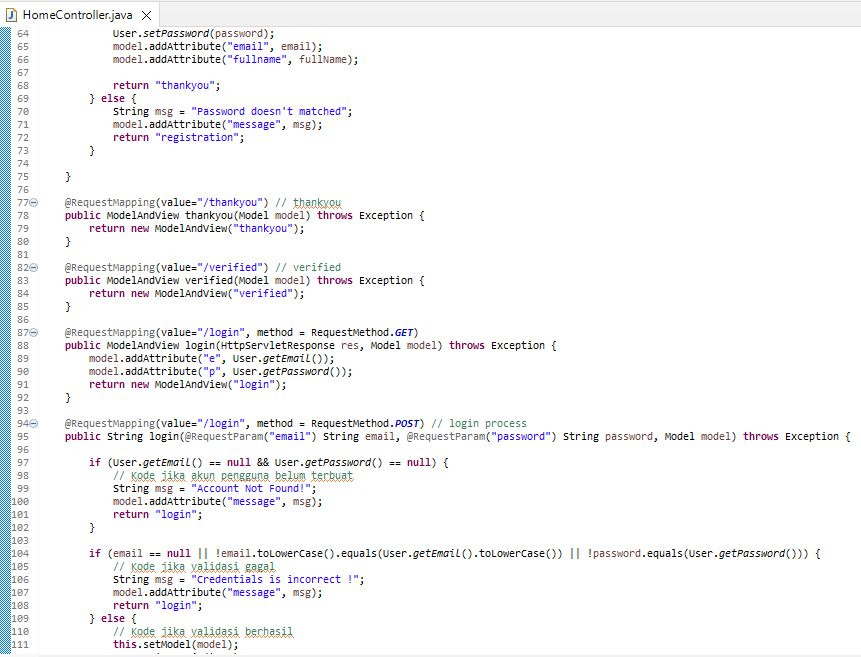 HomeController.java
64 User.setPassword(password);
65 model.addAttribute("email", email);
66 model.addAttribute("fullname", fullName);
67
68 return "thankyou";
69 } else {
70 String msg = "Password doesn't matched";
71 model.addAttribute("message", msg);
72 return "registration";
73 }
74
75 }
76
77 @RequestMapping(value="/thankyou") // thankyou
78 public ModelAndView thankyou(Model model) throws Exception {
79 return new ModelAndView("thankyou");
80 }
81
82 @RequestMapping(value="/verified") // verified
83 public ModelAndView verified(Model model) throws Exception {
84 return new ModelAndView("verified");
85 }
86
87 @RequestMapping(value="/login", method = RequestMethod.GET)
88 public ModelAndView login(HttpServletResponse res, Model model) throws Exception {
89 model.addAttribute("e", User.getEmail());
90 model.addAttribute("p", User.getPassword());
91 return new ModelAndView("login");
92 }
93
94 @RequestMapping(value="/login", method = RequestMethod.POST) // login process
95 public String login(@RequestParam("email") String email, @RequestParam("password") String password, Model model) throws Exception {
96
97 if (User.getEmail() == null && User.getPassword() == null) {
98 // Kode jika akun pengguna belum terbuat
99 String msg = "Account Not Found!";
100 model.addAttribute("message", msg);
101 return "login";
102 }
103
104 if (email == null || !email.toLowerCase().equals(User.getEmail().toLowerCase()) || !password.equals(User.getPassword())) {
105 // Kode jika validasi gagal
106 String msg = "Credentials is incorrect !";
107 model.addAttribute("message", msg);
108 return "login";
109 } else {
110 // Kode jika validasi berhasil
111 this.setModel(model);